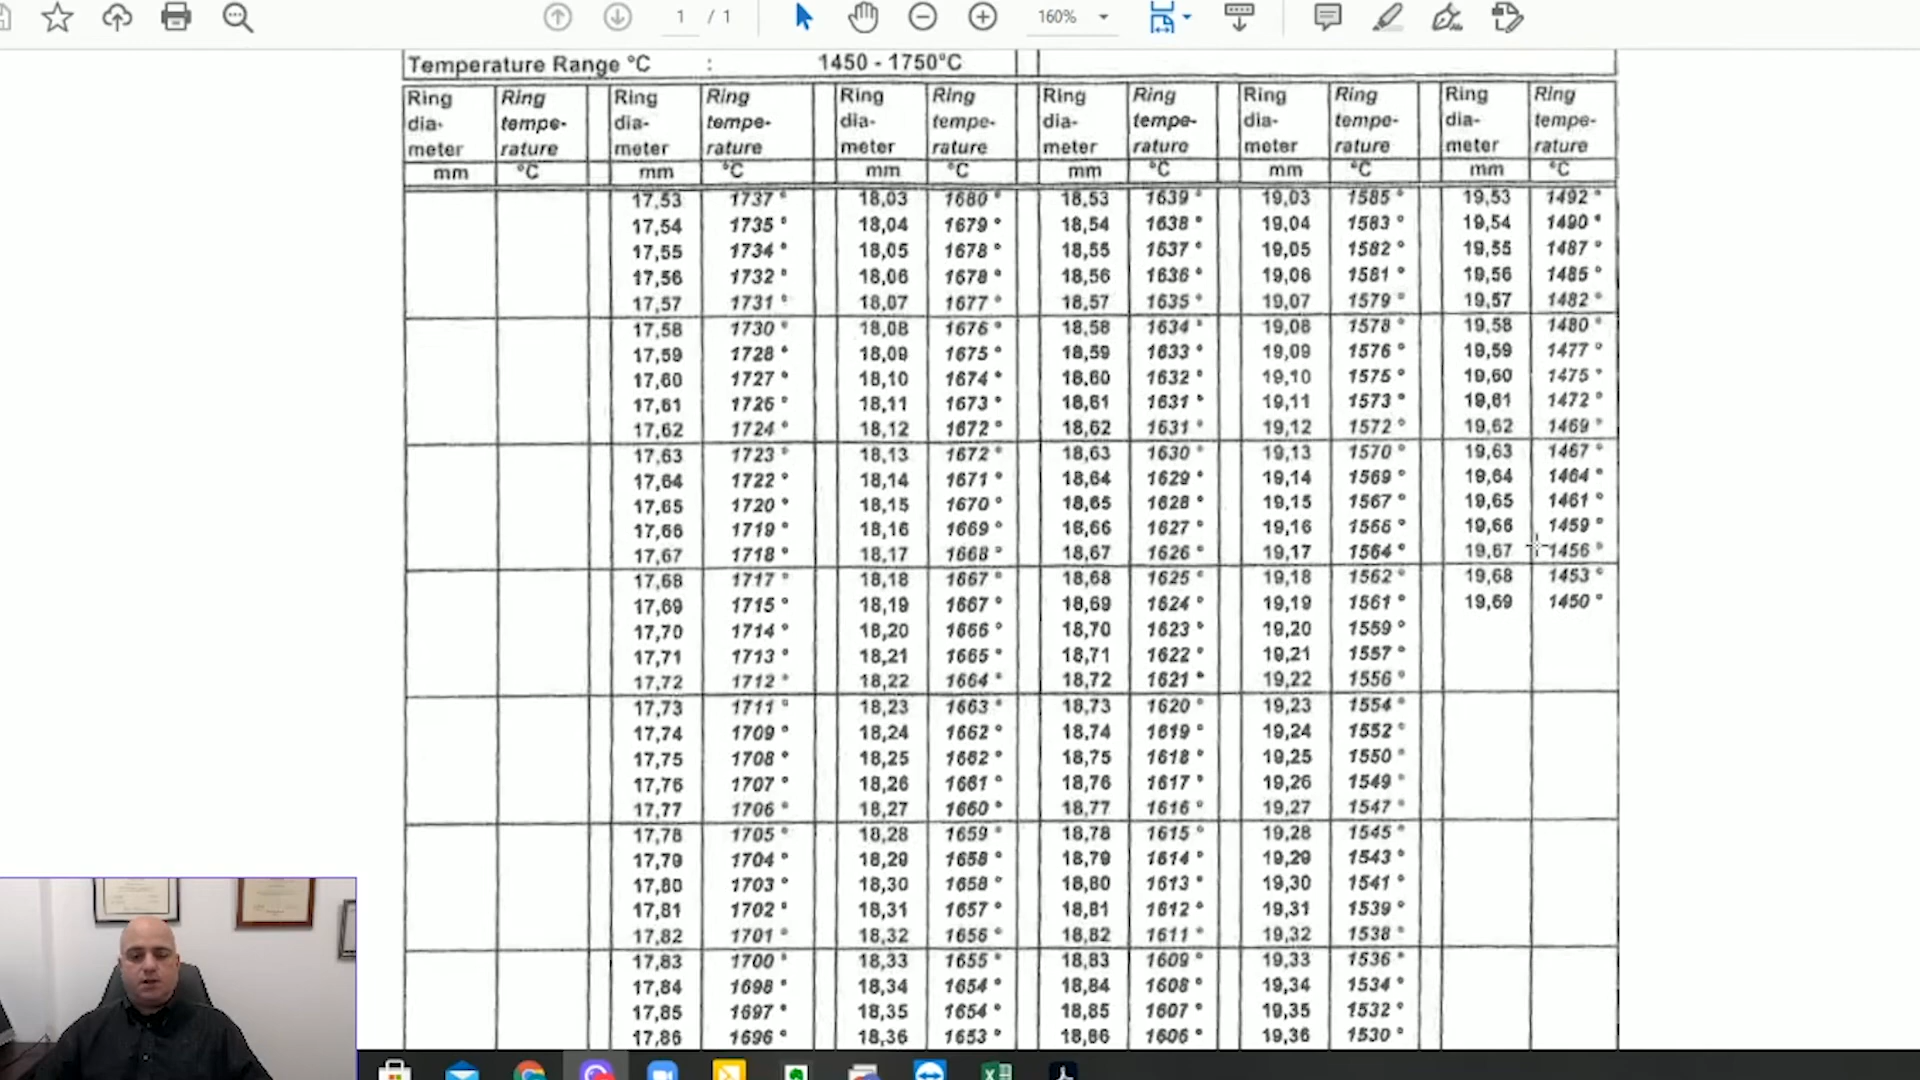 1 / 1 160%
Temperature Range °C : 1450 - 1750°C
Ring Ring Ring Ring Ring Ring Ring Ring Ring Ring Ring Ring
dia- tempe- dia- tempe- dia- tempe- dia- tempe- dia- tempe- dia- tempe-
meter rature meter rature meter rature meter rature meter rature meter rature
mm °C mm °C mm °C mm °C mm °C mm °C
17,53 1737 ° 18,03 1680 ° 18,53 1639 ° 19,03 1585 ° 19,53 1492 °
17,54 1735 ° 18,04 1679 ° 18,54 1638 ° 19,04 1583 ° 19,54 1490 °
17,55 1734 ° 18,05 1678 ° 18,55 1637 ° 19,05 1582 ° 19,55 1487 °
17,56 1732 ° 18,06 1678 ° 18,56 1636 ° 19,06 1581 ° 19,56 1485 °
17,57 1731 ° 18,07 1677 ° 18,57 1635 ° 19,07 1579 ° 19,57 1482 °
17,58 1730 ° 18,08 1676 ° 18,58 1634 ° 19,08 1578 ° 19,58 1480 °
17,59 1728 ° 18,09 1675 ° 18,59 1633 ° 19,09 1576 ° 19,59 1477 °
17,60 1727 ° 18,10 1674 ° 18,60 1632 ° 19,10 1575 ° 19,60 1475 °
17,61 1726 ° 18,11 1673 ° 18,61 1631 ° 19,11 1573 ° 19,61 1472 °
17,62 1724 ° 18,12 1672 ° 18,62 1631 ° 19,12 1572 ° 19,62 1469 °
17,63 1723 ° 18,13 1672 ° 18,63 1630 ° 19,13 1570 ° 19,63 1467 °
17,64 1722 ° 18,14 1671 ° 18,64 1629 ° 19,14 1569 ° 19,64 1464 °
17,65 1720 ° 18,15 1670 ° 18,65 1628 ° 19,15 1567 ° 19,65 1461 °
17,66 1719 ° 18,16 1669 ° 18,66 1627 ° 19,16 1566 ° 19,66 1459 °
17,67 1718 ° 18,17 1668 ° 18,67 1626 ° 19,17 1564 ° 19,67 1456 °
17,68 1717 ° 18,18 1667 ° 18,68 1625 ° 19,18 1562 ° 19,68 1453 °
17,69 1715 ° 18,19 1667 ° 18,69 1624 ° 19,19 1561 ° 19,69 1450 °
17,70 1714 ° 18,20 1666 ° 18,70 1623 ° 19,20 1559 °
17,71 1713 ° 18,21 1665 ° 18,71 1622 ° 19,21 1557 °
17,72 1712 ° 18,22 1664 ° 18,72 1621 ° 19,22 1556 °
17,73 1711 ° 18,23 1663 ° 18,73 1620 ° 19,23 1554 °
17,74 1709 ° 18,24 1662 ° 18,74 1619 ° 19,24 1552 °
17,75 1708 ° 18,25 1662 ° 18,75 1618 ° 19,25 1550 °
17,76 1707 ° 18,26 1661 ° 18,76 1617 ° 19,26 1549 °
17,77 1706 ° 18,27 1660 ° 18,77 1616 ° 19,27 1547 °
17,78 1705 ° 18,28 1659 ° 18,78 1615 ° 19,28 1545 °
17,79 1704 ° 18,29 1658 ° 18,79 1614 ° 19,29 1543 °
17,80 1703 ° 18,30 1658 ° 18,80 1613 ° 19,30 1541 °
17,81 1702 ° 18,31 1657 ° 18,81 1612 ° 19,31 1539 °
17,82 1701 ° 18,32 1656 ° 18,82 1611 ° 19,32 1538 °
17,83 1700 ° 18,33 1655 ° 18,83 1609 ° 19,33 1536 °
17,84 1698 ° 18,34 1654 ° 18,84 1608 ° 19,34 1534 °
17,85 1697 ° 18,35 1654 ° 18,85 1607 ° 19,35 1532 °
17,86 1696 ° 18,36 1653 ° 18,86 1606 ° 19,36 1530 °